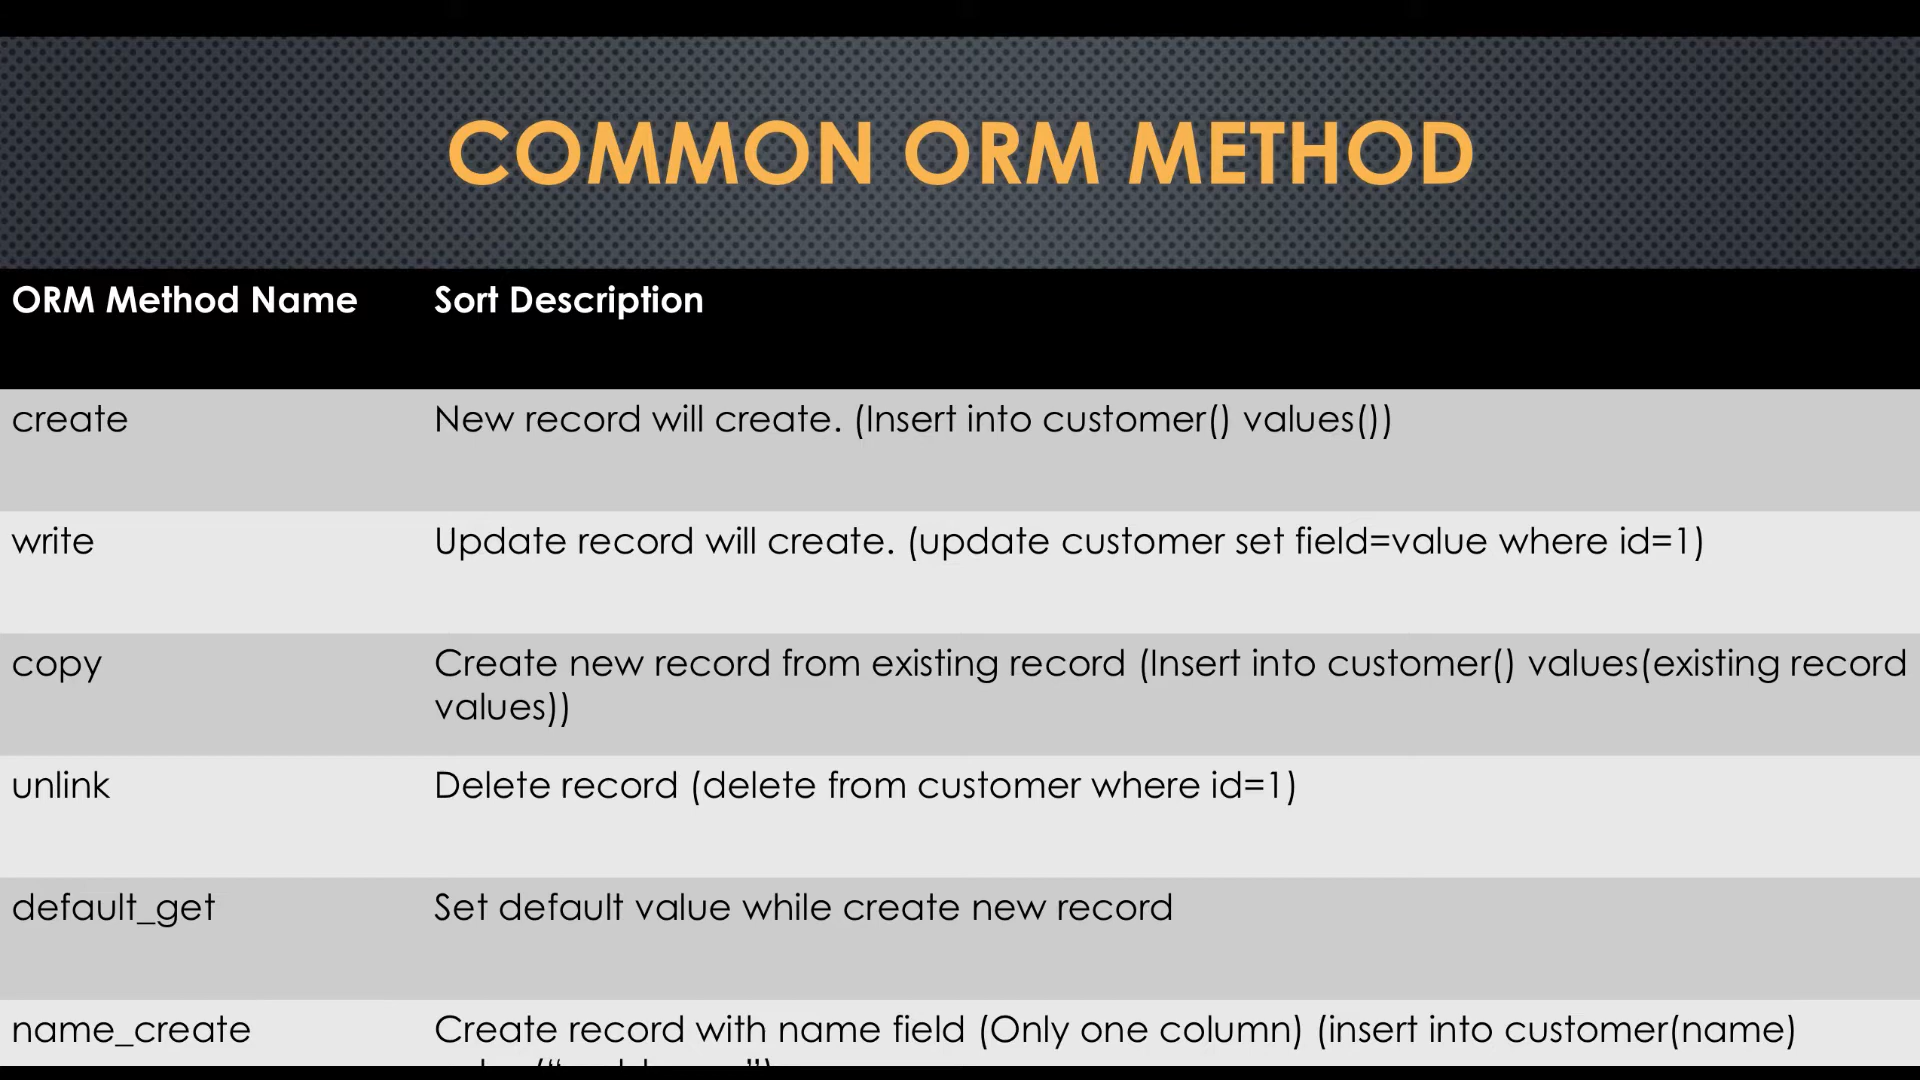 COMMON ORM METHOD
ORM Method Name Sort Description
create New record will create. (Insert into customer() values())
write Update record will create. (update customer set field=value where id=1)
copy Create new record from existing record (Insert into customer() values(existing record
values))
unlink Delete record (delete from customer where id=1)
default_get Set default value while create new record
name_create Create record with name field (Only one column) (insert into customer(name)